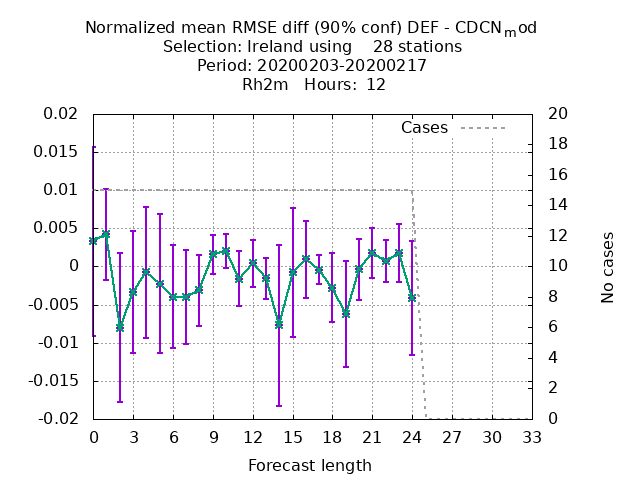 Normalized mean RMSE diff (90% conf) DEF - CDCNmod
Selection: Ireland using    28 stations
Period: 20200203-20200217
Rh2m   Hours:  12
Cases
0.02
0.015
0.01
0.005
0
-0.005
-0.01
-0.015
-0.02
20
18
16
14
12
10
8
6
4
2
0
No cases
0 3 6 9 12 15 18 21 24 27 30 33
Forecast length